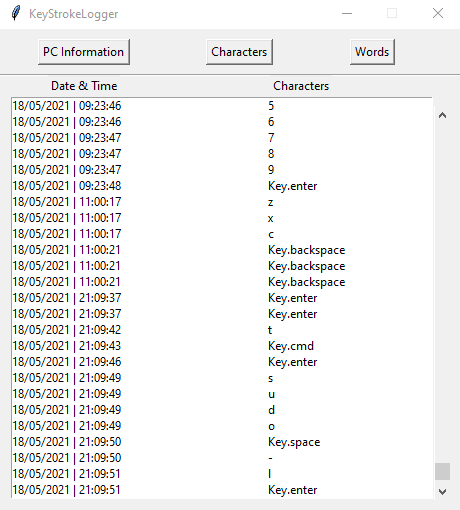 KeyStrokeLogger
PC Information Characters Words
Date & Time Characters
18/05/2021 | 09:23:46 5
18/05/2021 | 09:23:46 6
18/05/2021 | 09:23:47 7
18/05/2021 | 09:23:47 8
18/05/2021 | 09:23:47 9
18/05/2021 | 09:23:48 Key.enter
18/05/2021 | 11:00:17 z
18/05/2021 | 11:00:17 x
18/05/2021 | 11:00:17 c
18/05/2021 | 11:00:21 Key.backspace
18/05/2021 | 11:00:21 Key.backspace
18/05/2021 | 11:00:21 Key.backspace
18/05/2021 | 21:09:37 Key.enter
18/05/2021 | 21:09:37 Key.enter
18/05/2021 | 21:09:42 t
18/05/2021 | 21:09:43 Key.cmd
18/05/2021 | 21:09:46 Key.enter
18/05/2021 | 21:09:49 s
18/05/2021 | 21:09:49 u
18/05/2021 | 21:09:49 d
18/05/2021 | 21:09:49 o
18/05/2021 | 21:09:50 Key.space
18/05/2021 | 21:09:50 -
18/05/2021 | 21:09:51 l
18/05/2021 | 21:09:51 Key.enter